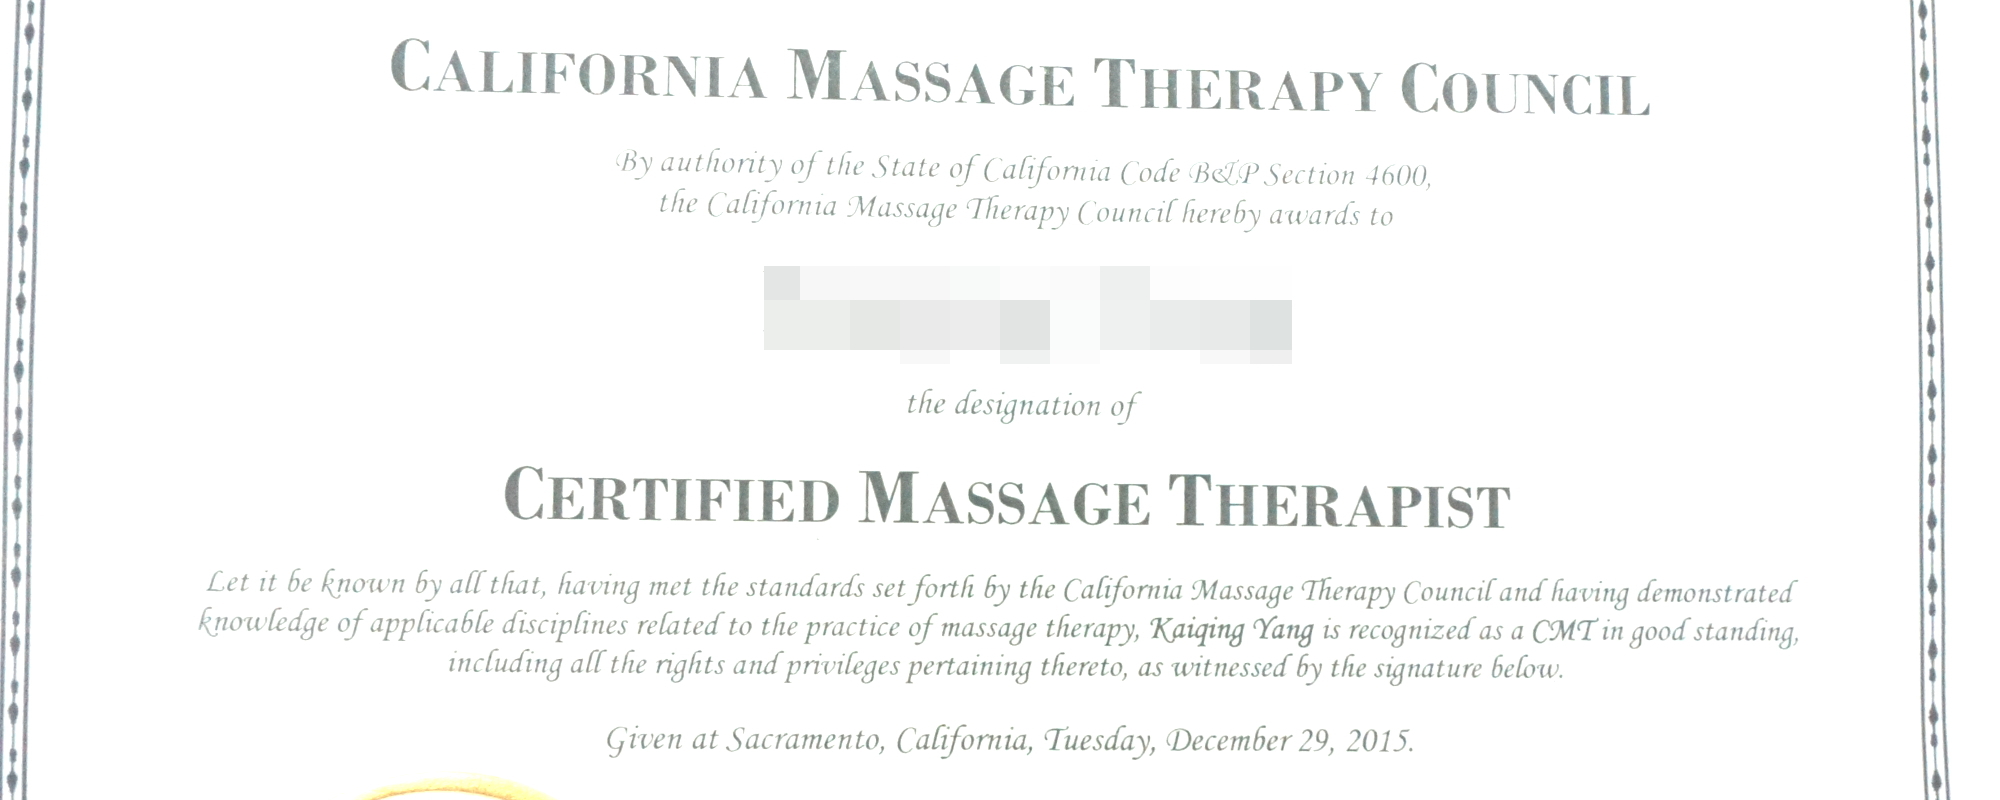 CALIFORNIA MASSAGE THERAPY COUNCIL
By authority of the State of California Code B&P Section 4600,
the California Massage Therapy Council hereby awards to
the designation of
CERTIFIED MASSAGE THERAPIST
Let it be known by all that, having met the standards set forth by the California Massage Therapy Council and having demonstrated
knowledge of applicable disciplines related to the practice of massage therapy, Kaiqing Yang is recognized as a CMT in good standing,
including all the rights and privileges pertaining thereto, as witnessed by the signature below.
Given at Sacramento, California, Tuesday, December 29, 2015.